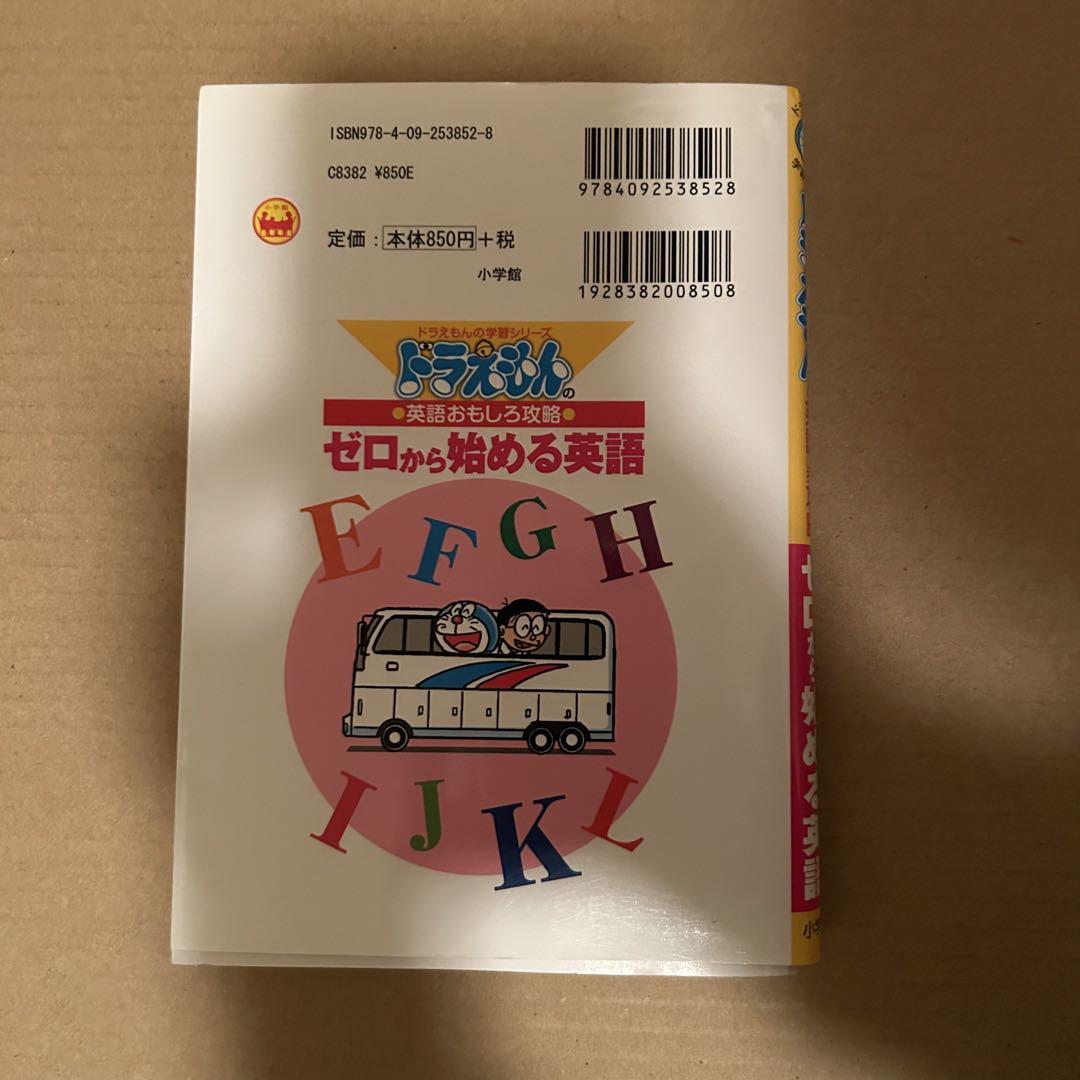 ISBN978-4-09-253852-8
C8382 ¥850E
9784092538528
小学館
定価：本体850円＋税
小学館
1928382008508
ドラえもんの学習シリーズ
ドラえもんの
●英語おもしろ攻略●
ゼロから始める英語
E F G H
I J K L
ゼロから始める英語